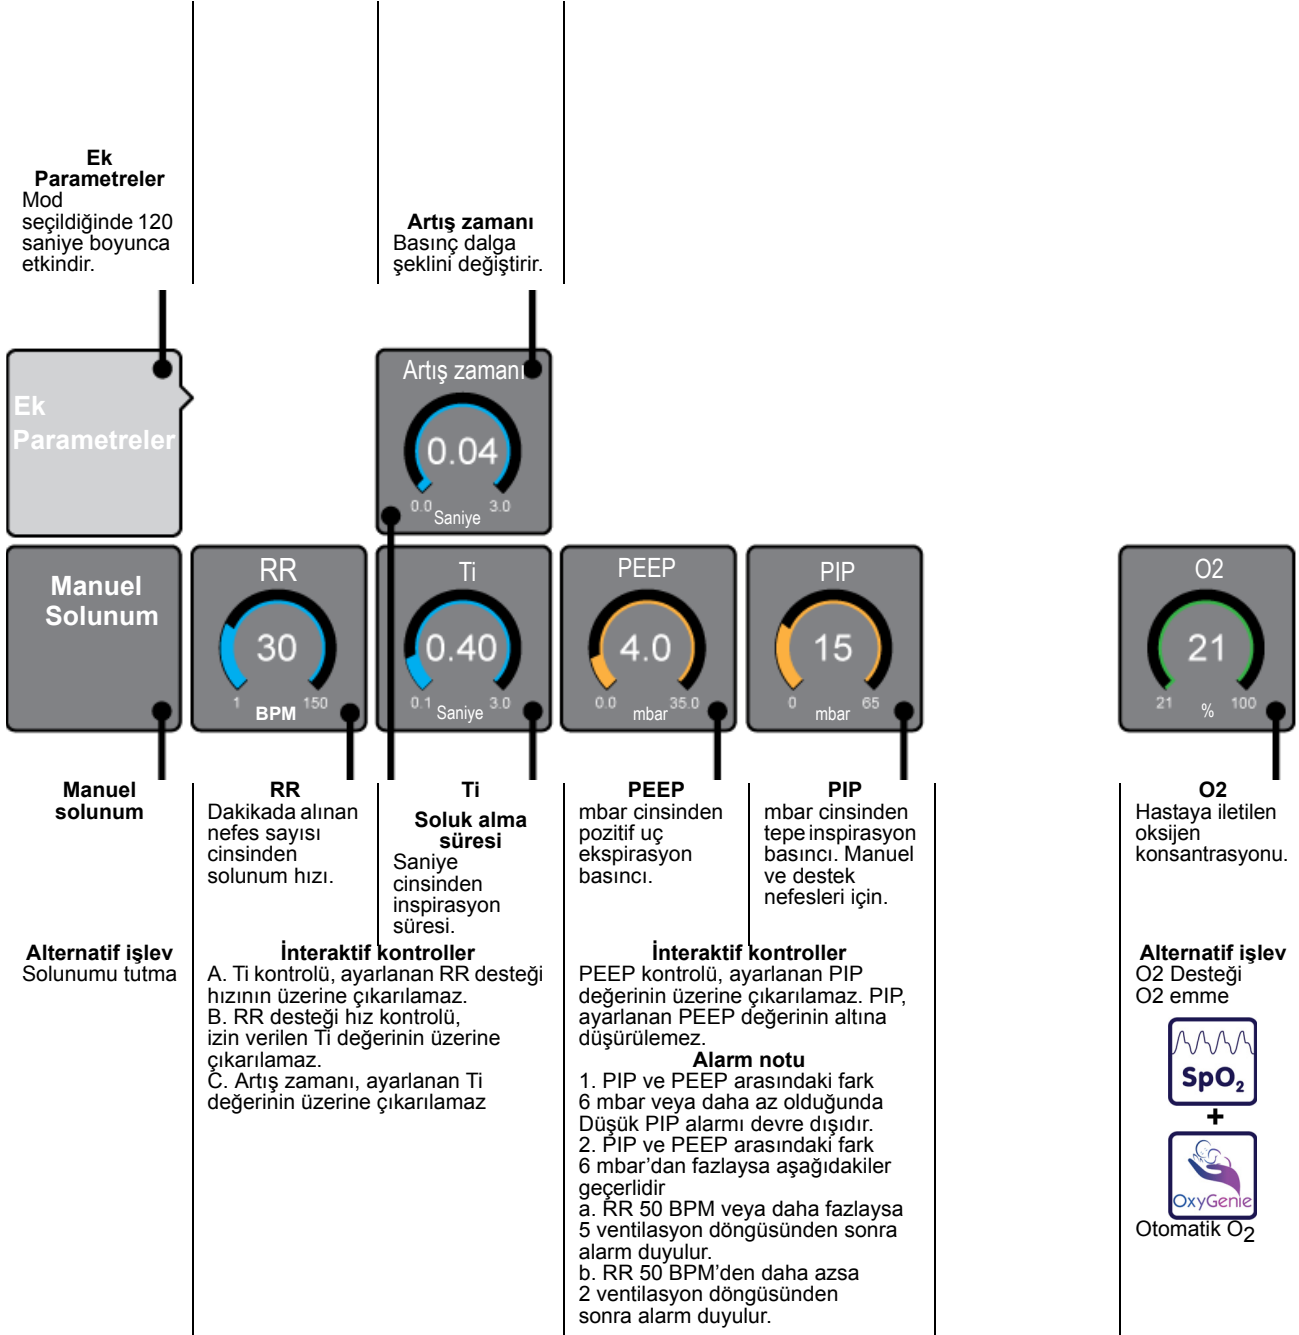 Ek
Parametreler
Mod
seçildiğinde 120
saniye boyunca
etkindir.
Artış zamanı
Basınç dalga
şeklini değiştirir.
Ek
Parametreler
Artış zamanı
0.04
0.0
3.0
Saniye
Manuel
Solunum
RR
30
1
150
BPM
Ti
0.40
0.1
3.0
Saniye
PEEP
4.0
0.0
35.0
mbar
PIP
15
0
65
mbar
O2
21
21
100
%
Manuel
solunum
RR
Dakikada alınan
nefes sayısı
cinsinden
solunum hızı.
Ti
Soluk alma
süresi
Saniye
cinsinden
inspirasyon
süresi.
PEEP
mbar cinsinden
pozitif uç
ekspirasyon
basıncı.
PIP
mbar cinsinden
tepe inspirasyon
basıncı. Manuel
ve destek
nefesleri için.
O2
Hastaya iletilen
oksijen
konsantrasyonu.
Alternatif işlev
Solunumu tutma
İnteraktif kontroller
A. Ti kontrolü, ayarlanan RR desteği
hızının üzerine çıkarılamaz.
B. RR desteği hız kontrolü,
izin verilen Ti değerinin üzerine
çıkarılamaz.
C. Artış zamanı, ayarlanan Ti
değerinin üzerine çıkarılamaz
İnteraktif kontroller
PEEP kontrolü, ayarlanan PIP
değerinin üzerine çıkarılamaz. PIP,
ayarlanan PEEP değerinin altına
düşürülemez.
Alarm notu
1. PIP ve PEEP arasındaki fark
6 mbar veya daha az olduğunda
Düşük PIP alarmı devre dışıdır.
2. PIP ve PEEP arasındaki fark
6 mbar’dan fazlaysa aşağıdakiler
geçerlidir
a. RR 50 BPM veya daha fazlaysa
5 ventilasyon döngüsünden sonra
alarm duyulur.
b. RR 50 BPM’den daha azsa
2 ventilasyon döngüsünden
sonra alarm duyulur.
Alternatif işlev
O2 Desteği
O2 emme
SpO₂
+
OxyGenie
Otomatik O₂